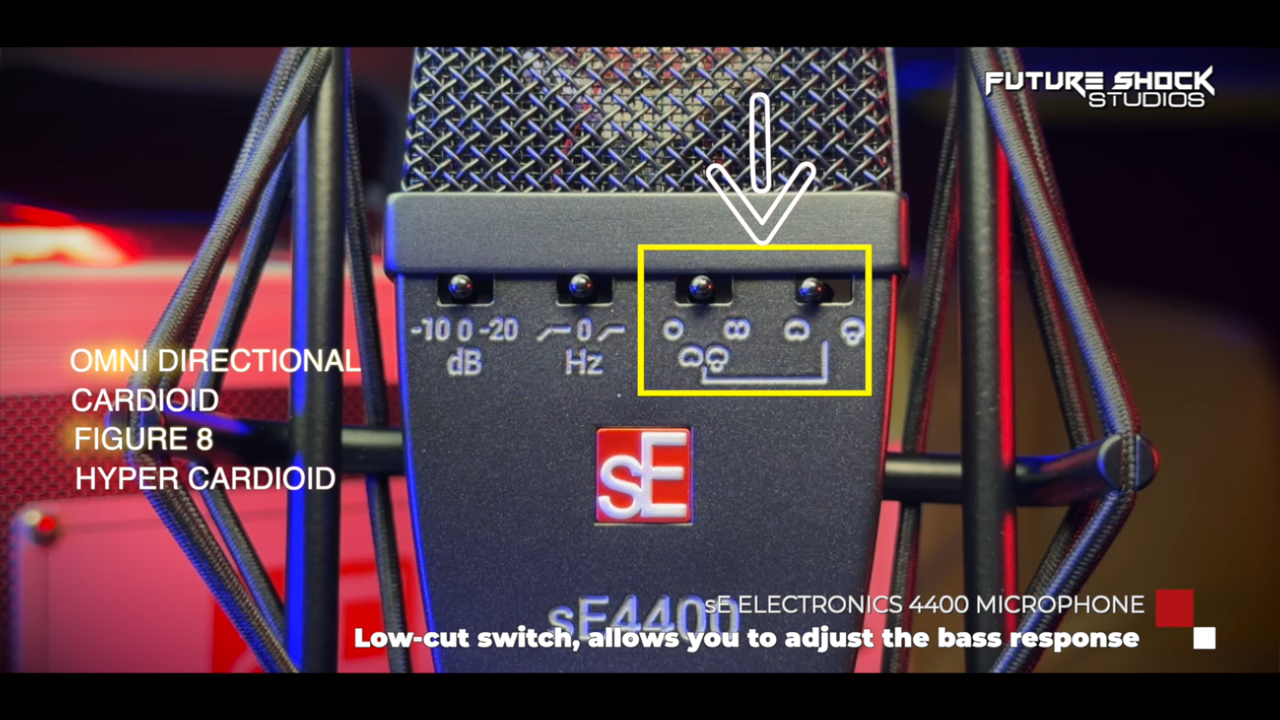 FUTURE SHOCK
STUDIOS
-10 0 -20
dB
0
Hz
OMNI DIRECTIONAL
CARDIOID
FIGURE 8
HYPER CARDIOID
sE
sE4400
sE ELECTRONICS 4400 MICROPHONE
Low-cut switch, allows you to adjust the bass response